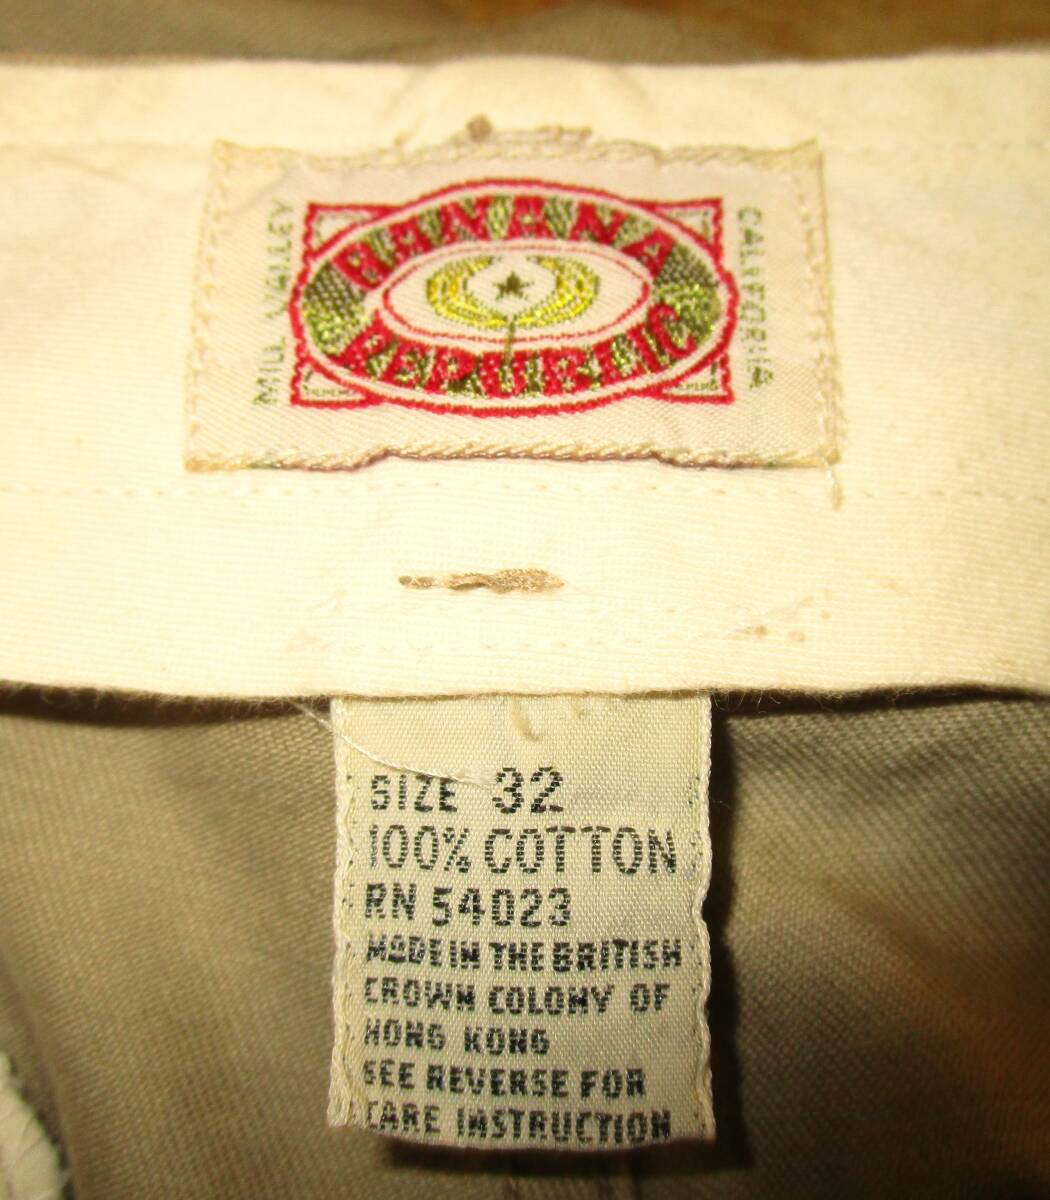 MILL VALLEY
BANANA
REPUBLIC
CALIFORNIA
SIZE 32
100% COTTON
RN 54023
MADE IN THE BRITISH
CROWN COLONY OF
HONG KONG
SEE REVERSE FOR
CARE INSTRUCTION